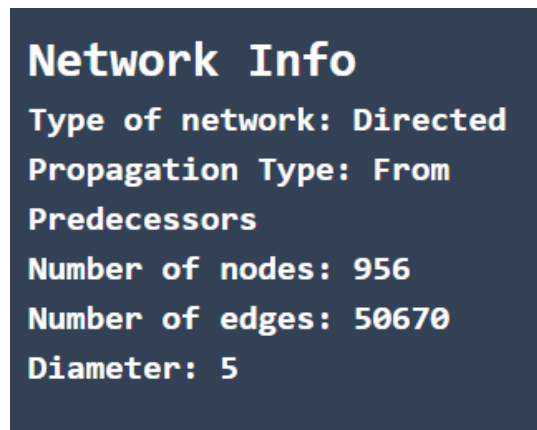 Network Info
Type of network: Directed
Propagation Type: From
Predecessors
Number of nodes: 956
Number of edges: 50670
Diameter: 5